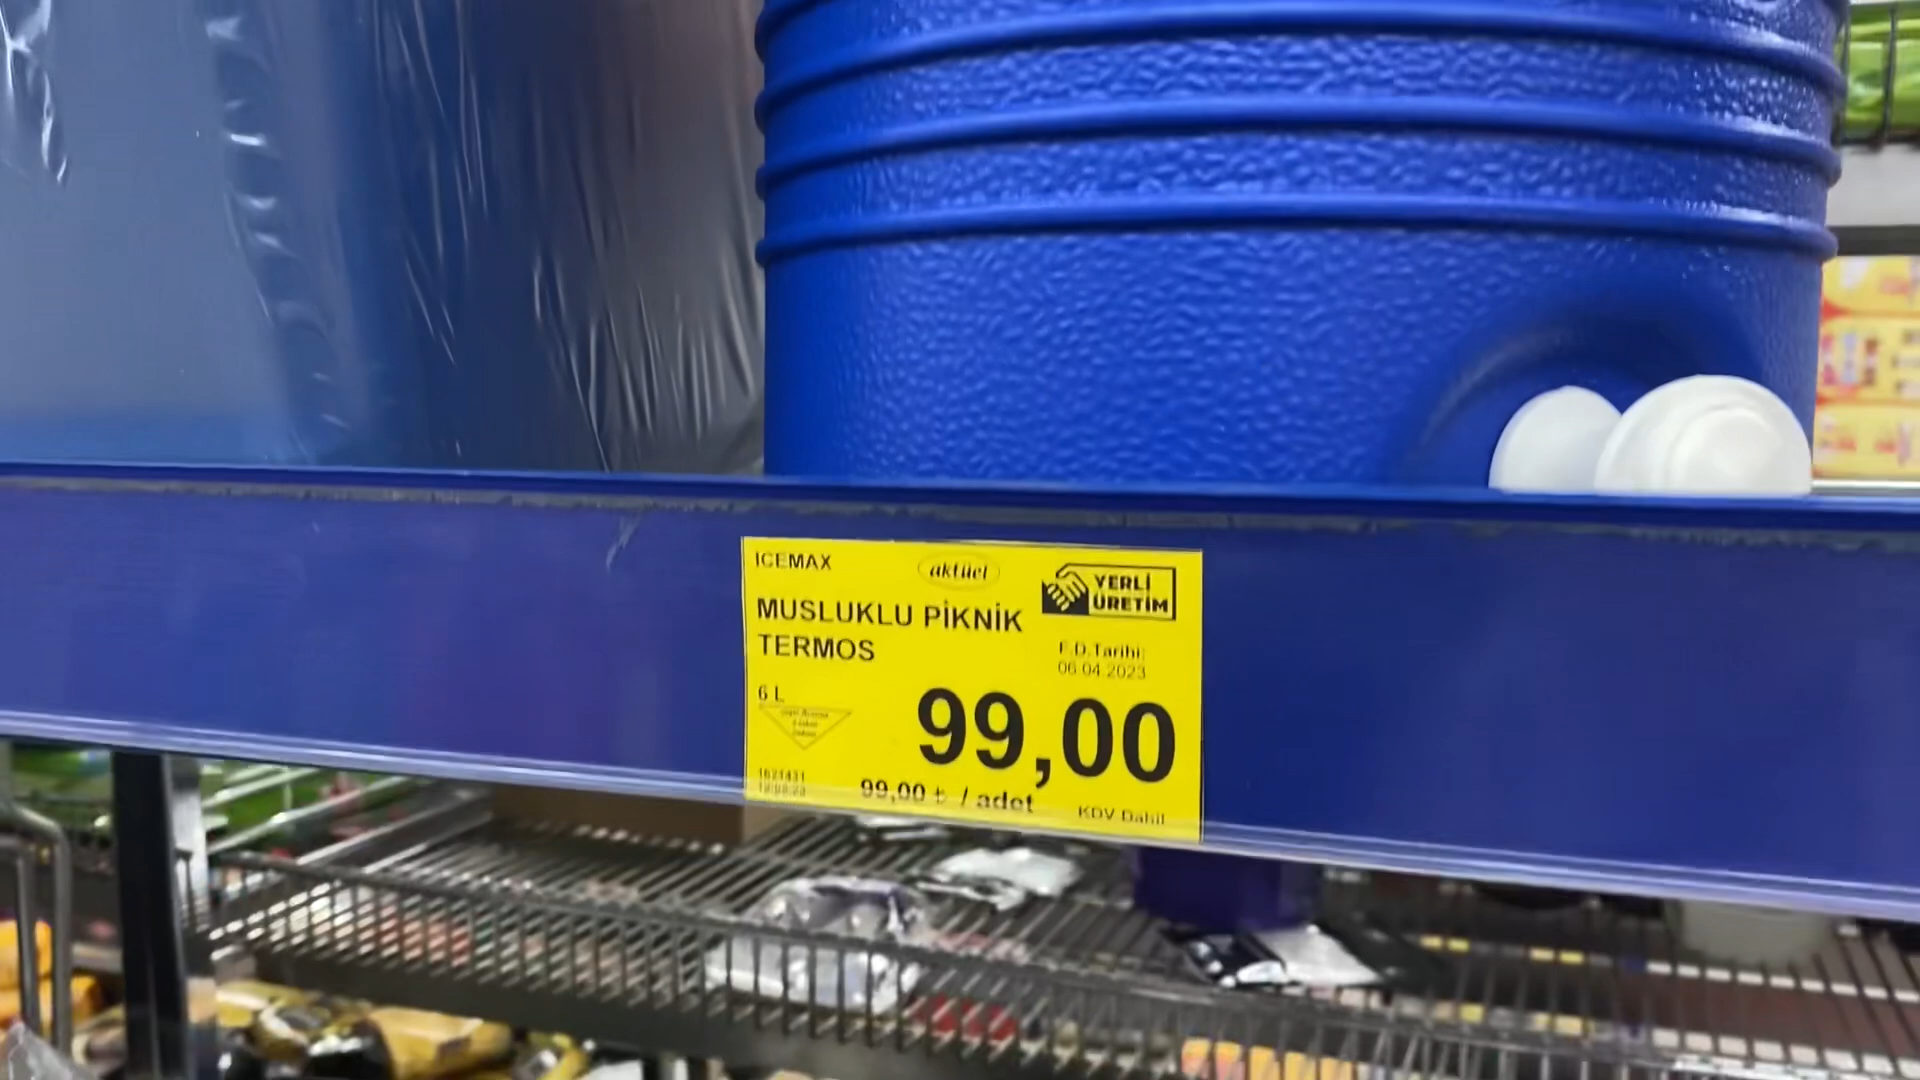 ICEMAX
aktüel
YERLİ
ÜRETİM
MUSLUKLU PİKNİK
TERMOS
F.D.Tarihi:
06.04.2023
6 L
99,00
99,00 ₺ / adet
KDV Dahil